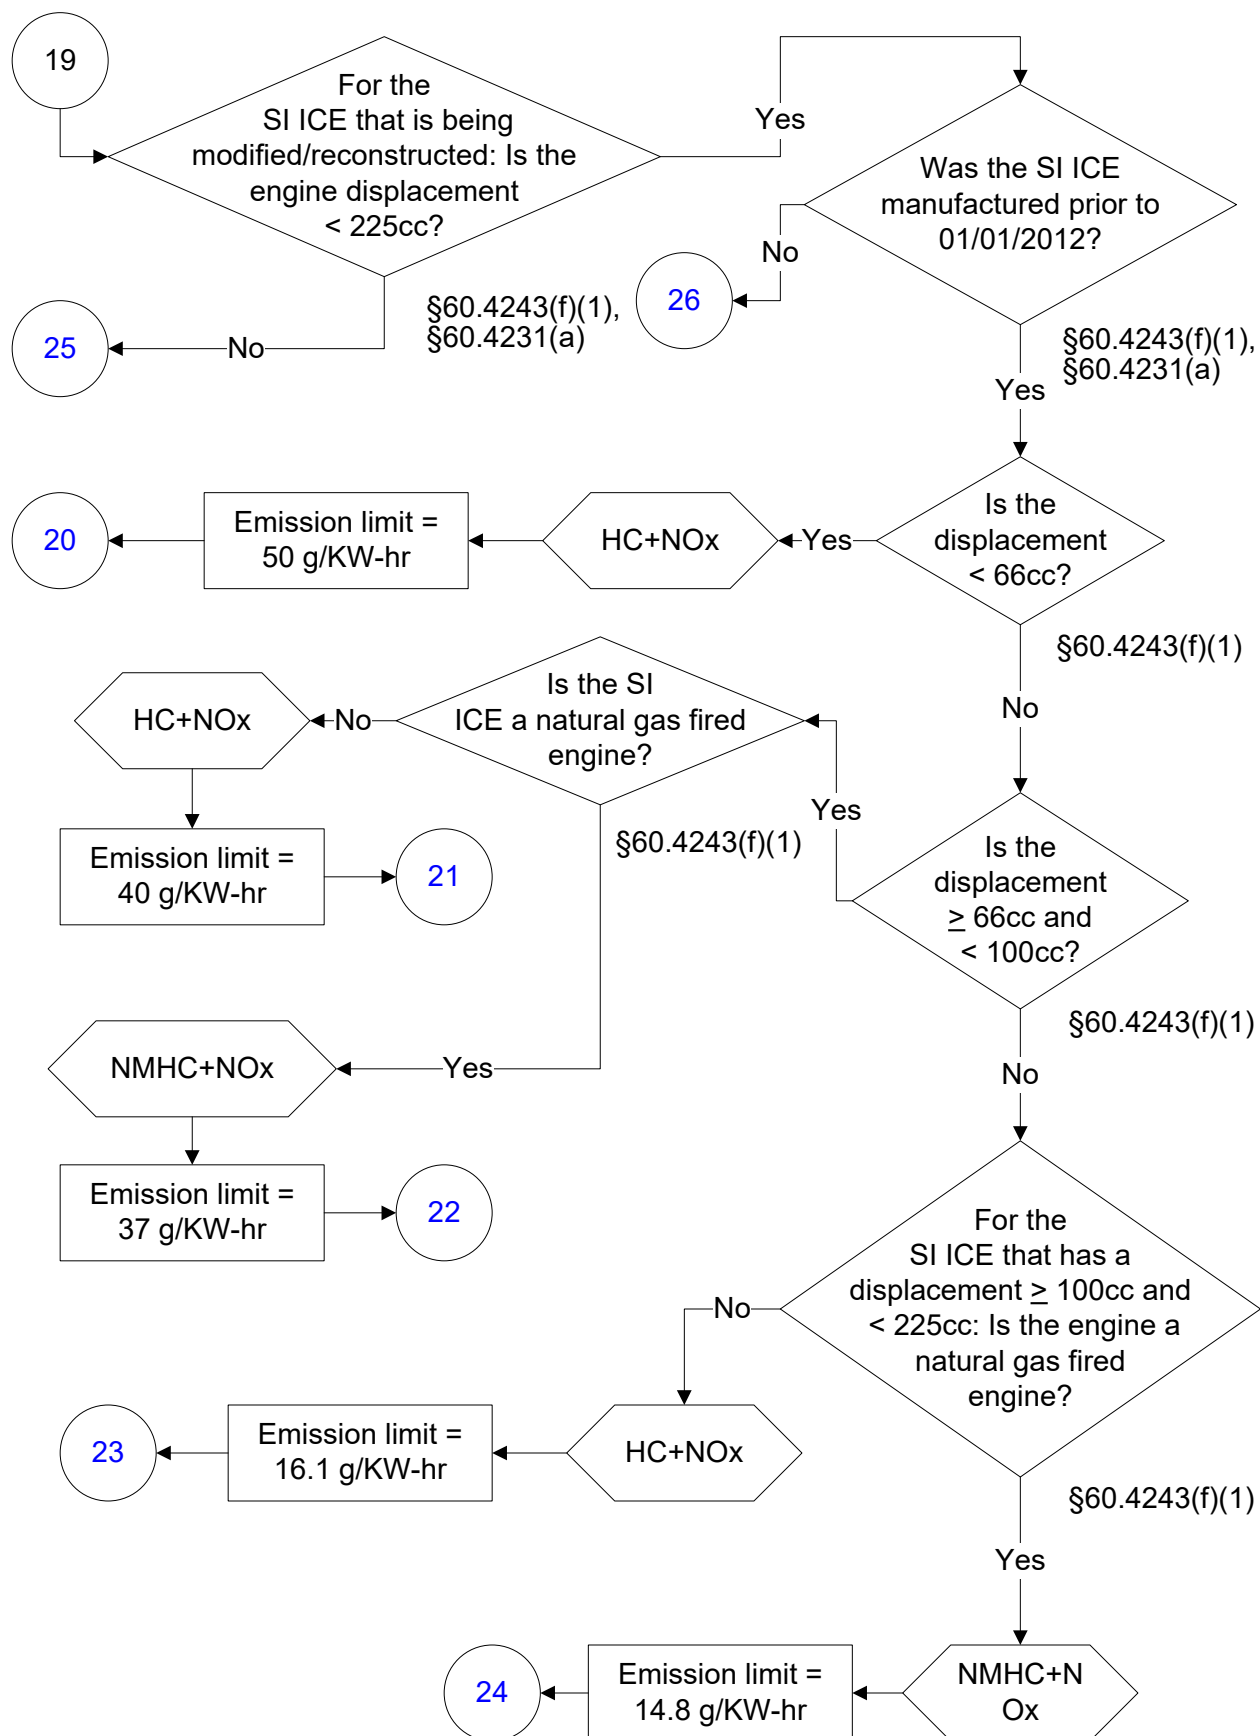 19
For the
SI ICE that is being
modified/reconstructed: Is the
engine displacement
< 225cc?
Yes
Was the SI ICE
manufactured prior to
01/01/2012?
No
26
§60.4243(f)(1),
§60.4231(a)
25
No
§60.4243(f)(1),
§60.4231(a)
Yes
Is the
displacement
< 66cc?
Yes
HC+NOx
Emission limit =
50 g/KW-hr
20
§60.4243(f)(1)
No
Is the
displacement
≥ 66cc and
< 100cc?
Yes
Is the SI
ICE a natural gas fired
engine?
No
HC+NOx
§60.4243(f)(1)
Emission limit =
40 g/KW-hr
21
Yes
NMHC+NOx
Emission limit =
37 g/KW-hr
22
§60.4243(f)(1)
No
For the
SI ICE that has a
displacement ≥ 100cc and
< 225cc: Is the engine a
natural gas fired
engine?
No
HC+NOx
Emission limit =
16.1 g/KW-hr
23
§60.4243(f)(1)
Yes
NMHC+N
Ox
Emission limit =
14.8 g/KW-hr
24